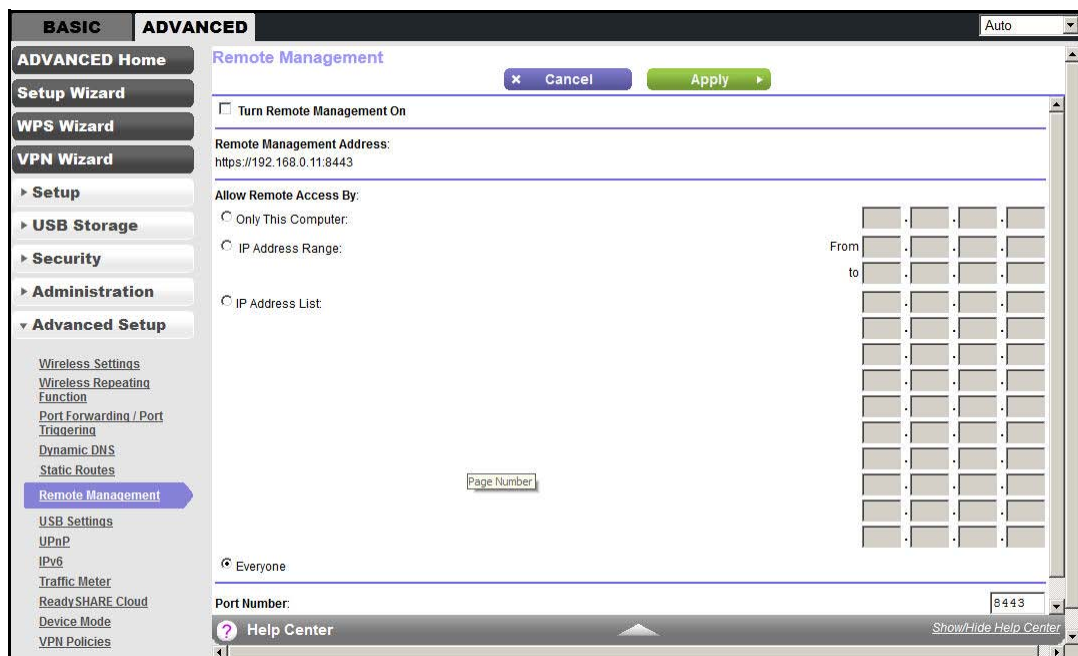 BASIC
ADVANCED
Auto
ADVANCED Home
Setup Wizard
WPS Wizard
VPN Wizard
Setup
USB Storage
Security
Administration
Advanced Setup
Wireless Settings
Wireless Repeating
Function
Port Forwarding / Port
Triggering
Dynamic DNS
Static Routes
Remote Management
USB Settings
UPnP
IPv6
Traffic Meter
ReadySHARE Cloud
Device Mode
VPN Policies
Remote Management
x Cancel
Apply
Turn Remote Management On
Remote Management Address:
https://192.168.0.11:8443
Allow Remote Access By:
Only This Computer:
. . .
IP Address Range:
From . . .
to . . .
IP Address List:
. . .
. . .
. . .
. . .
. . .
. . .
. . .
. . .
. . .
. . .
Page Number
Everyone
Port Number:
8443
? Help Center
Show/Hide Help Center